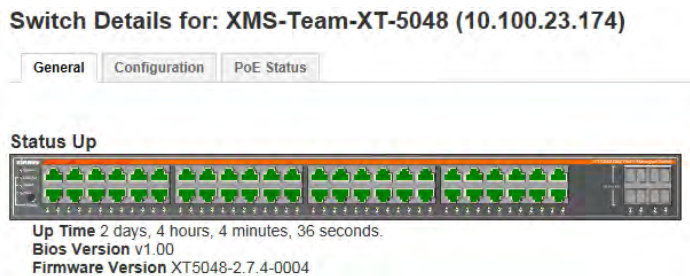 Switch Details for: XMS-Team-XT-5048 (10.100.23.174)
General Configuration PoE Status
Status Up
Up Time 2 days, 4 hours, 4 minutes, 36 seconds.
Bios Version v1.00
Firmware Version XT5048-2.7.4-0004